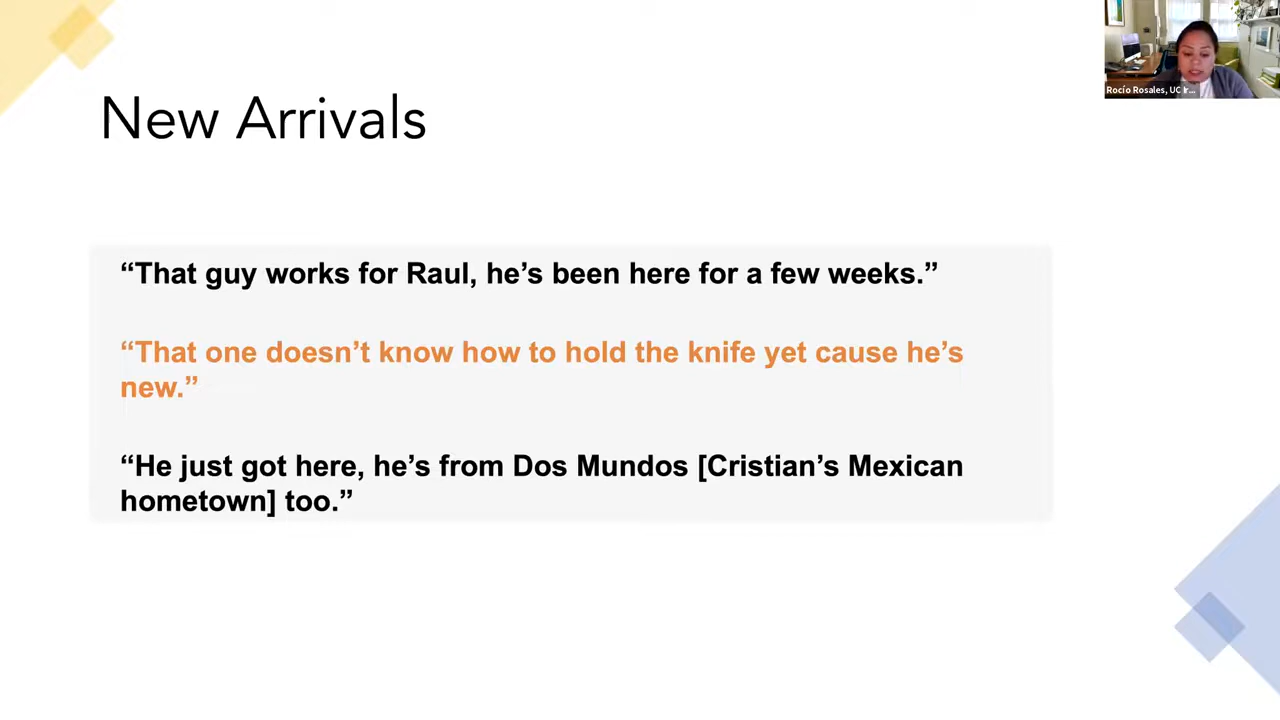 Rocío Rosales, UC Ir...
New Arrivals
“That guy works for Raul, he’s been here for a few weeks.”
“That one doesn’t know how to hold the knife yet cause he’s
new.”
“He just got here, he’s from Dos Mundos [Cristian’s Mexican
hometown] too.”